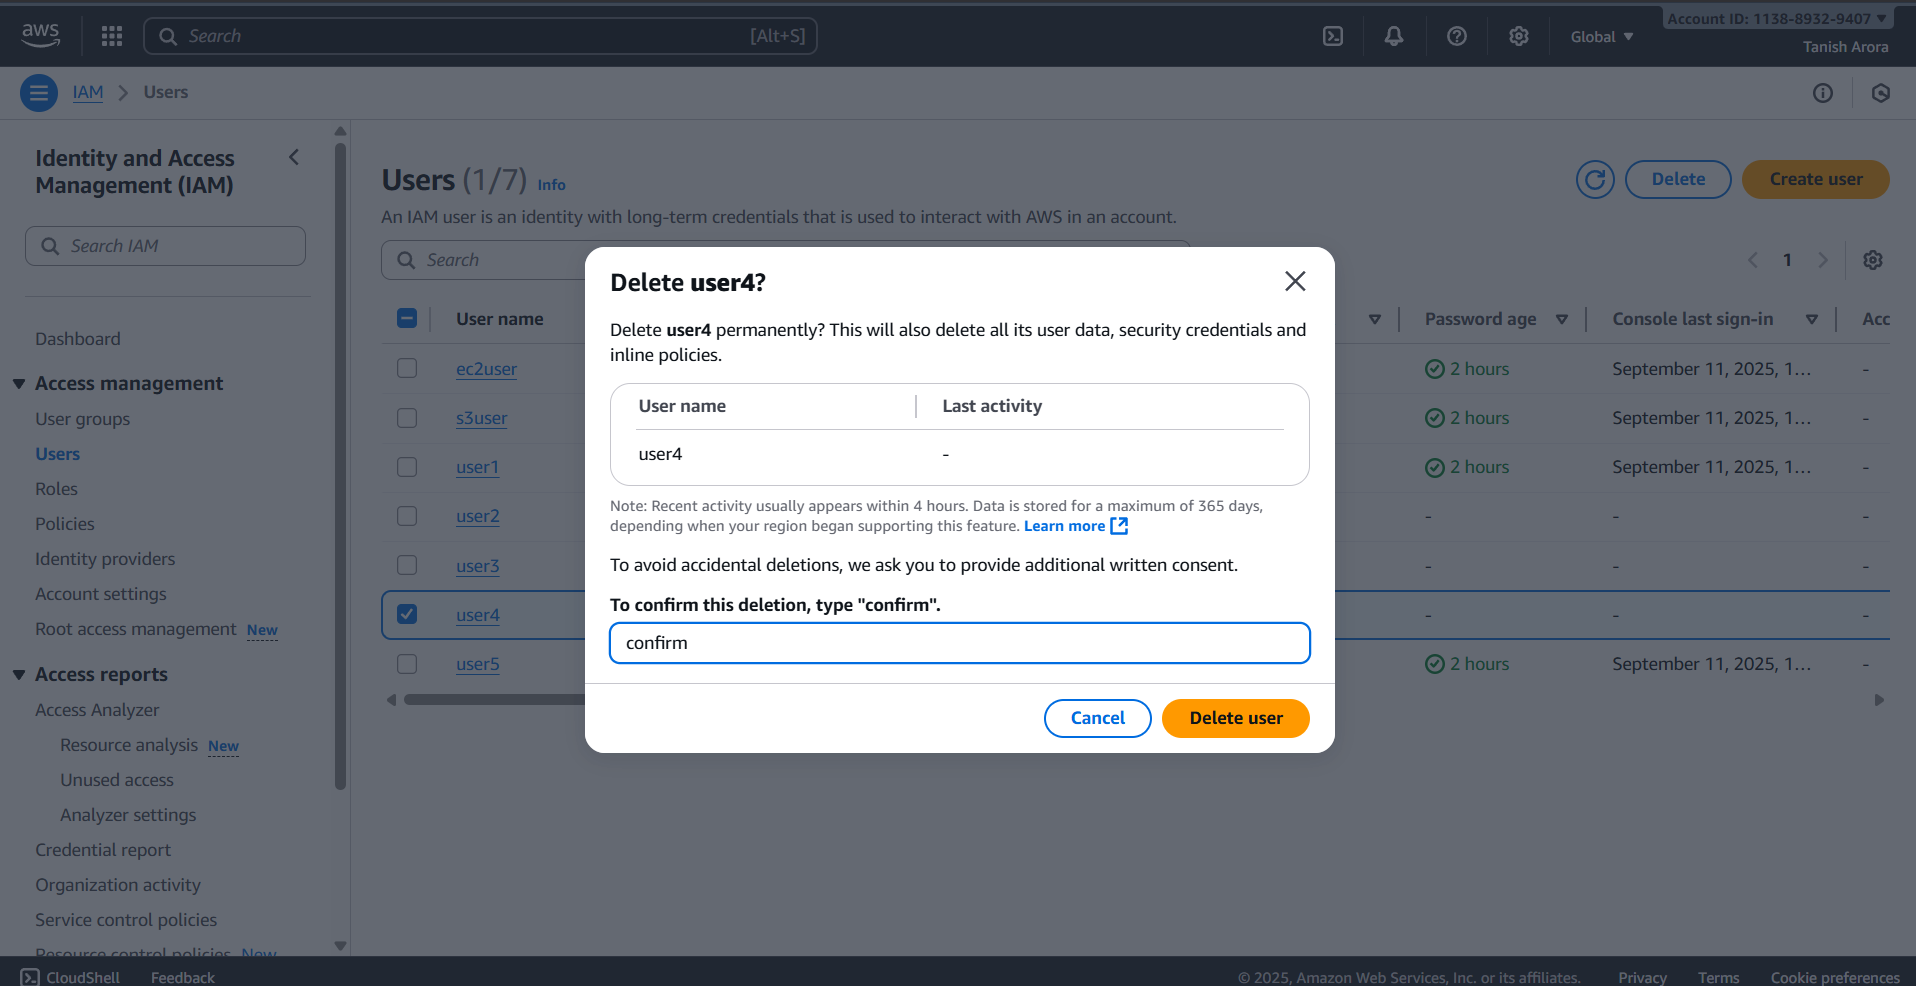 aws
Search
[Alt+S]
Global
Account ID: 1138-8932-9407
Tanish Arora
IAM
Users
Identity and Access
Management (IAM)
Search IAM
Dashboard
Access management
User groups
Users
Roles
Policies
Identity providers
Account settings
Root access management New
Access reports
Access Analyzer
Resource analysis New
Unused access
Analyzer settings
Credential report
Organization activity
Service control policies
Resource control policies New
Users (1/7) Info
An IAM user is an identity with long-term credentials that is used to interact with AWS in an account.
Delete
Create user
Search
1
User name Password age Console last sign-in Acc
ec2user 2 hours September 11, 2025, 1... -
s3user 2 hours September 11, 2025, 1... -
user1 2 hours September 11, 2025, 1... -
user2 - - -
user3 - - -
user4 - - -
user5 2 hours September 11, 2025, 1... -
Delete user4?
Delete user4 permanently? This will also delete all its user data, security credentials and
inline policies.
User name Last activity
user4 -
Note: Recent activity usually appears within 4 hours. Data is stored for a maximum of 365 days,
depending when your region began supporting this feature. Learn more
To avoid accidental deletions, we ask you to provide additional written consent.
To confirm this deletion, type "confirm".
confirm
Cancel
Delete user
CloudShell Feedback
© 2025, Amazon Web Services, Inc. or its affiliates. Privacy Terms Cookie preferences